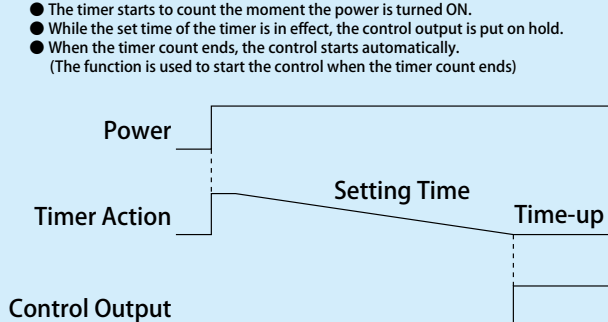 ● The timer starts to count the moment the power is turned ON.
● While the set time of the timer is in effect, the control output is put on hold.
● When the timer count ends, the control starts automatically.
(The function is used to start the control when the timer count ends)
Power
Setting Time
Timer Action
Time-up
Control Output